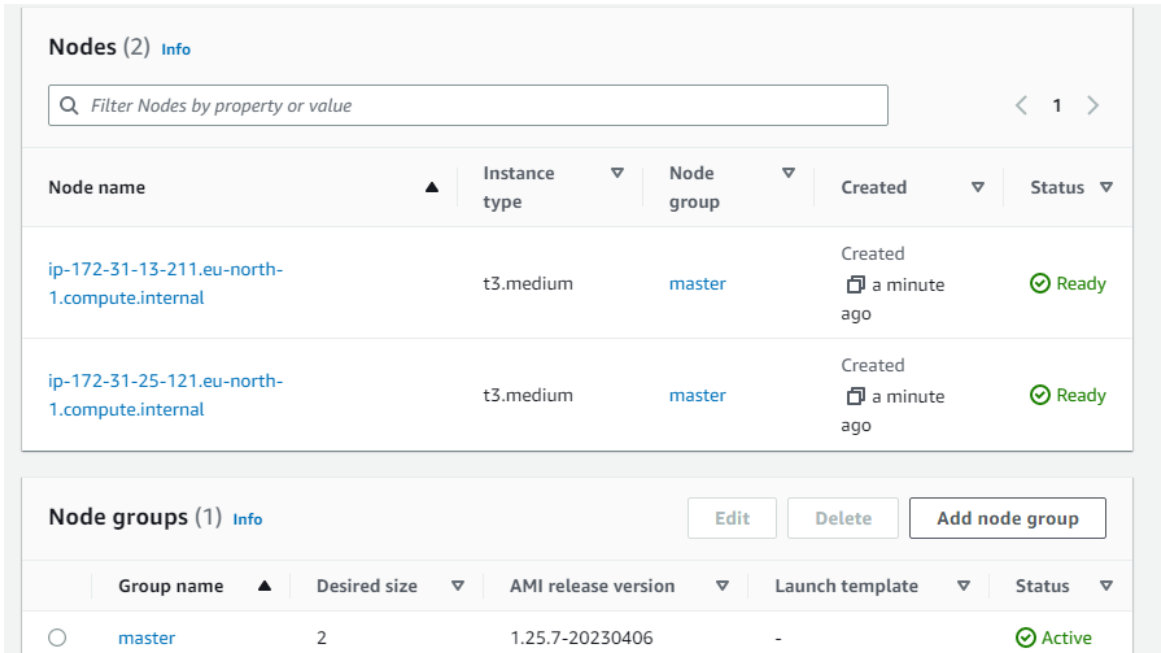 Nodes (2) Info
Filter Nodes by property or value
1
Node name Instance type Node group Created Status
ip-172-31-13-211.eu-north-
1.compute.internal
t3.medium
master
Created
a minute
ago
Ready
ip-172-31-25-121.eu-north-
1.compute.internal
t3.medium
master
Created
a minute
ago
Ready
Node groups (1) Info
Edit Delete Add node group
Group name Desired size AMI release version Launch template Status
master 2 1.25.7-20230406 - Active